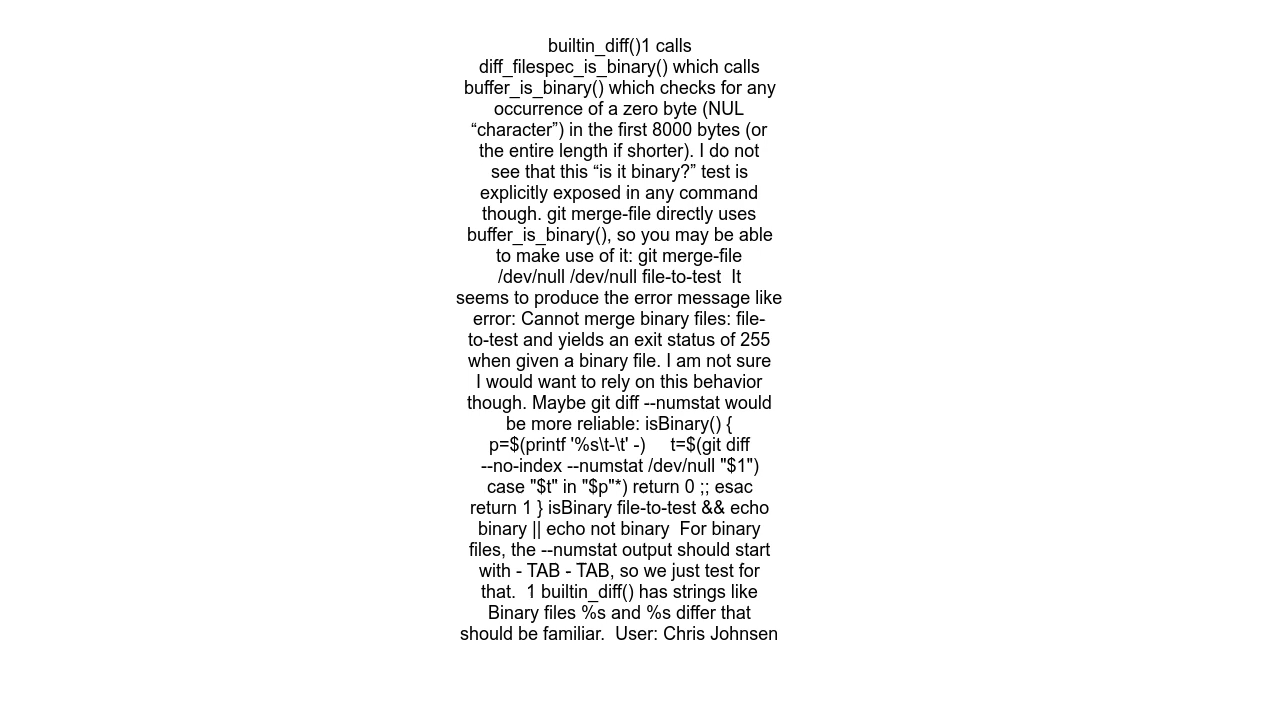 builtin_diff()1 calls
diff_filespec_is_binary() which calls
buffer_is_binary() which checks for any
occurrence of a zero byte (NUL
“character”) in the first 8000 bytes (or
the entire length if shorter). I do not
see that this “is it binary?” test is
explicitly exposed in any command
though. git merge-file directly uses
buffer_is_binary(), so you may be able
to make use of it: git merge-file
/dev/null /dev/null file-to-test  It
seems to produce the error message like
error: Cannot merge binary files: file-
to-test and yields an exit status of 255
when given a binary file. I am not sure
I would want to rely on this behavior
though. Maybe git diff --numstat would
be more reliable: isBinary() {
p=$(printf '%s\t-\t' -)     t=$(git diff
--no-index --numstat /dev/null "$1")
case "$t" in "$p"*) return 0 ;; esac
return 1 } isBinary file-to-test && echo
binary || echo not binary  For binary
files, the --numstat output should start
with - TAB - TAB, so we just test for
that.  1 builtin_diff() has strings like
Binary files %s and %s differ that
should be familiar.  User: Chris Johnsen